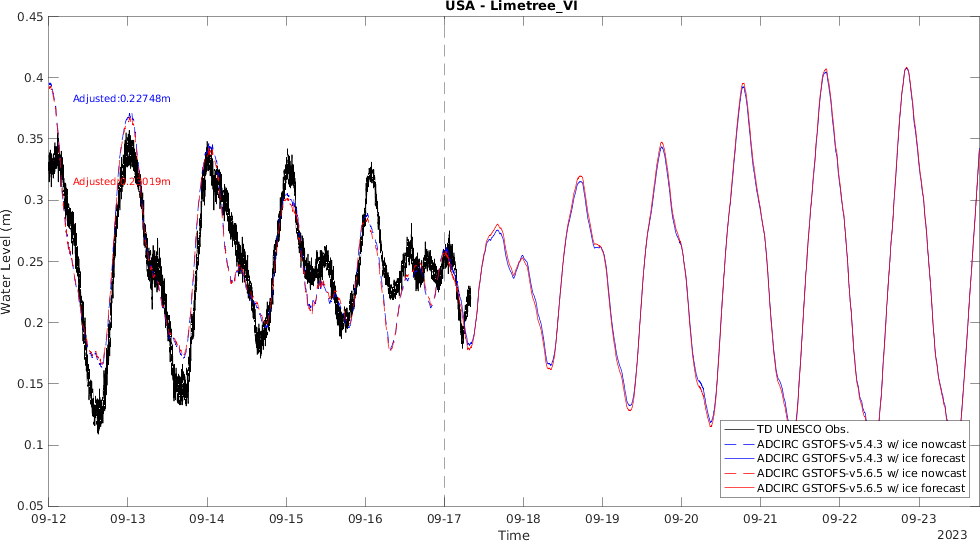 USA - Limetree_VI
0.45
0.4
0.35
0.3
0.25
0.2
0.15
0.1
0.05
Water Level (m)
Adjusted:0.22748m
09-12 09-13 09-14 09-15 09-16 09-17 09-18 09-19 09-20 09-21 09-22 09-23
Time
2023
TD UNESCO Obs.
ADCIRC GSTOFS-v5.4.3 w/ ice nowcast
ADCIRC GSTOFS-v5.4.3 w/ ice forecast
ADCIRC GSTOFS-v5.6.5 w/ ice nowcast
ADCIRC GSTOFS-v5.6.5 w/ ice forecast